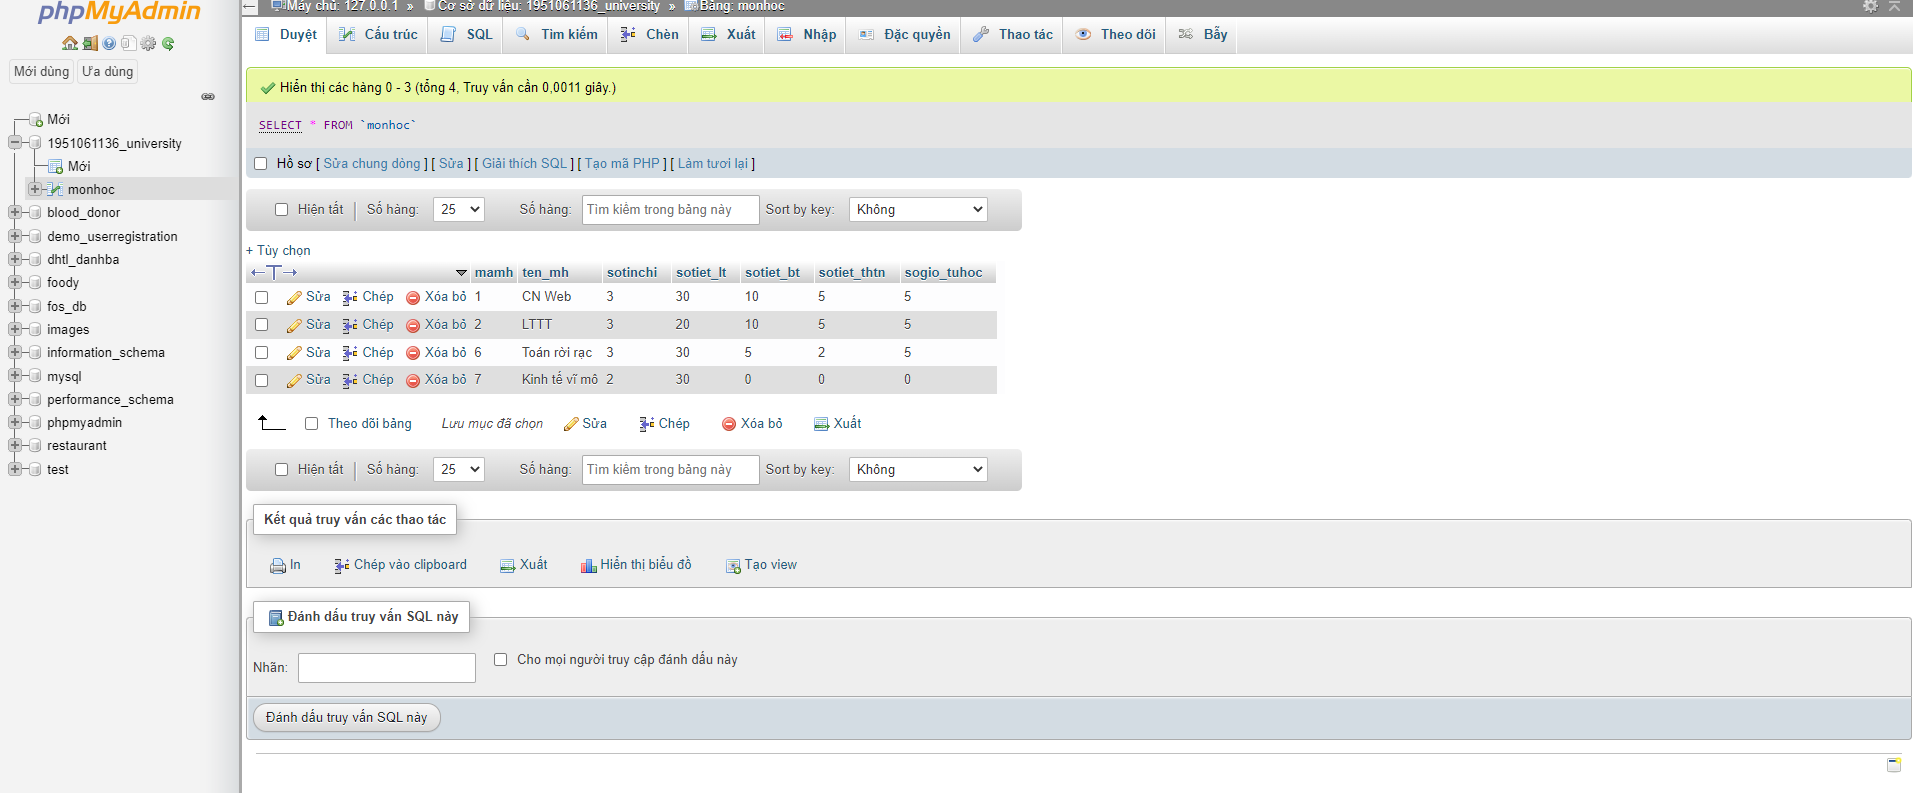 phpMyAdmin
Máy chủ: 127.0.0.1 » Cơ sở dữ liệu: 1951061136_university » Bảng: monhoc
Duyệt Cấu trúc SQL Tìm kiếm Chèn Xuất Nhập Đặc quyền Thao tác Theo dõi Bẫy
Mới dùng Ưa dùng
Mới
1951061136_university
Mới
monhoc
blood_donor
demo_userregistration
dhtl_danhba
foody
fos_db
images
information_schema
mysql
performance_schema
phpmyadmin
restaurant
test
Hiển thị các hàng 0 - 3 (tổng 4, Truy vấn cần 0,0011 giây.)
SELECT * FROM `monhoc`
Hồ sơ [ Sửa chung dòng ] [ Sửa ] [ Giải thích SQL ] [ Tạo mã PHP ] [ Làm tươi lại ]
Hiện tất | Số hàng: 25 Số hàng: Tìm kiếm trong bảng này Sort by key: Không
+ Tùy chọn
←T→ mamh ten_mh sotinchi sotiet_lt sotiet_bt sotiet_thtn sogio_tuhoc
Sửa Chép Xóa bỏ 1 CN Web 3 30 10 5 5
Sửa Chép Xóa bỏ 2 LTTT 3 20 10 5 5
Sửa Chép Xóa bỏ 6 Toán rời rạc 3 30 5 2 5
Sửa Chép Xóa bỏ 7 Kinh tế vĩ mô 2 30 0 0 0
Theo dõi bảng Lưu mục đã chọn Sửa Chép Xóa bỏ Xuất
Hiện tất | Số hàng: 25 Số hàng: Tìm kiếm trong bảng này Sort by key: Không
Kết quả truy vấn các thao tác
In Chép vào clipboard Xuất Hiển thị biểu đồ Tạo view
Đánh dấu truy vấn SQL này
Nhãn: Cho mọi người truy cập đánh dấu này
Đánh dấu truy vấn SQL này